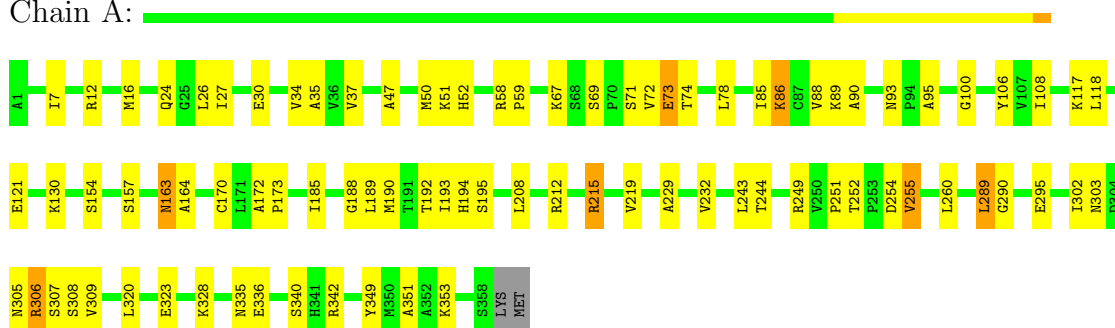 Chain A:
A1 I7 R12 M16 Q24 G25 L26 I27 E30 V34 A35 V36 V37 A47 M50 K51 H52 R58 P59 K67 S68 S69 P70 S71 V72 E73 T74 L78 I85 K86 C87 V88 K89 A90 N93 P94 A95 G100 Y106 V107 I108 K117 L118
E121 K130 S154 S157 N163 A164 C170 L171 A172 P173 I185 G188 L189 M190 T191 T192 I193 H194 S195 L208 R212 R215 V219 A229 V232 L243 T244 R249 V250 P251 T252 P253 D254 V255 L260 L289 G290 E295 I302 N303 D304
N305 R306 S307 S308 V309 L320 E323 K328 N335 E336 S340 H341 R342 Y349 M350 A351 A352 K353 S358 LYS MET